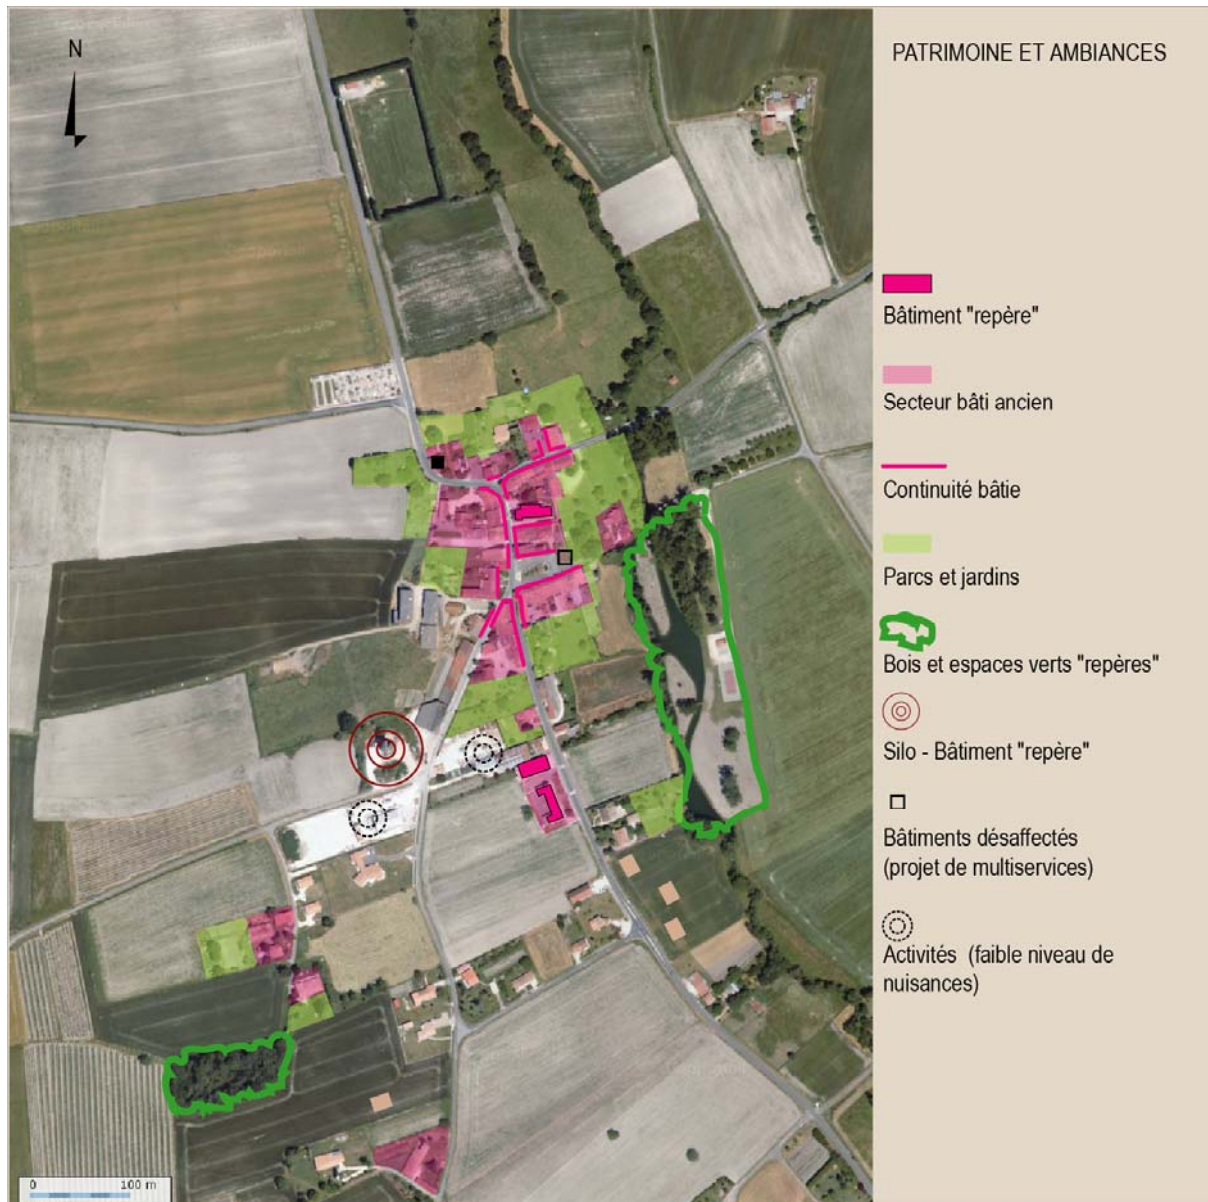 N
PATRIMOINE ET AMBIANCES
Bâtiment "repère"
Secteur bâti ancien
Continuité bâtie
Parcs et jardins
Bois et espaces verts "repères"
Silo - Bâtiment "repère"
Bâtiments désaffectés
(projet de multiservices)
Activités (faible niveau de
nuisances)
0 100 m